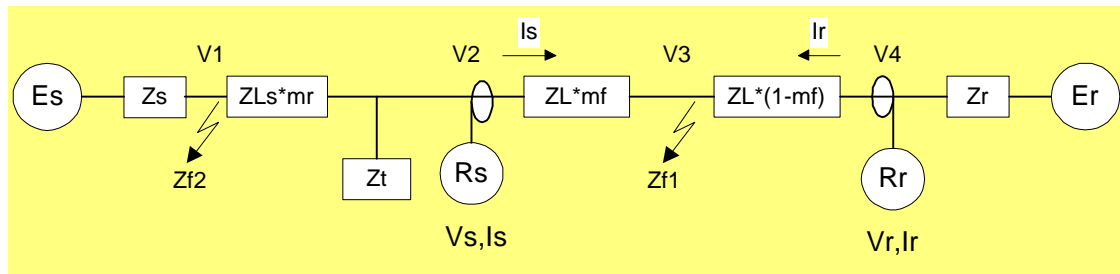 Is Ir
V1 V2 V3 V4
Es Zs ZLs*mr ZL*mf ZL*(1-mf) Zr Er
Zf2 Zt Rs Zf1 Rr
Vs,Is Vr,Ir